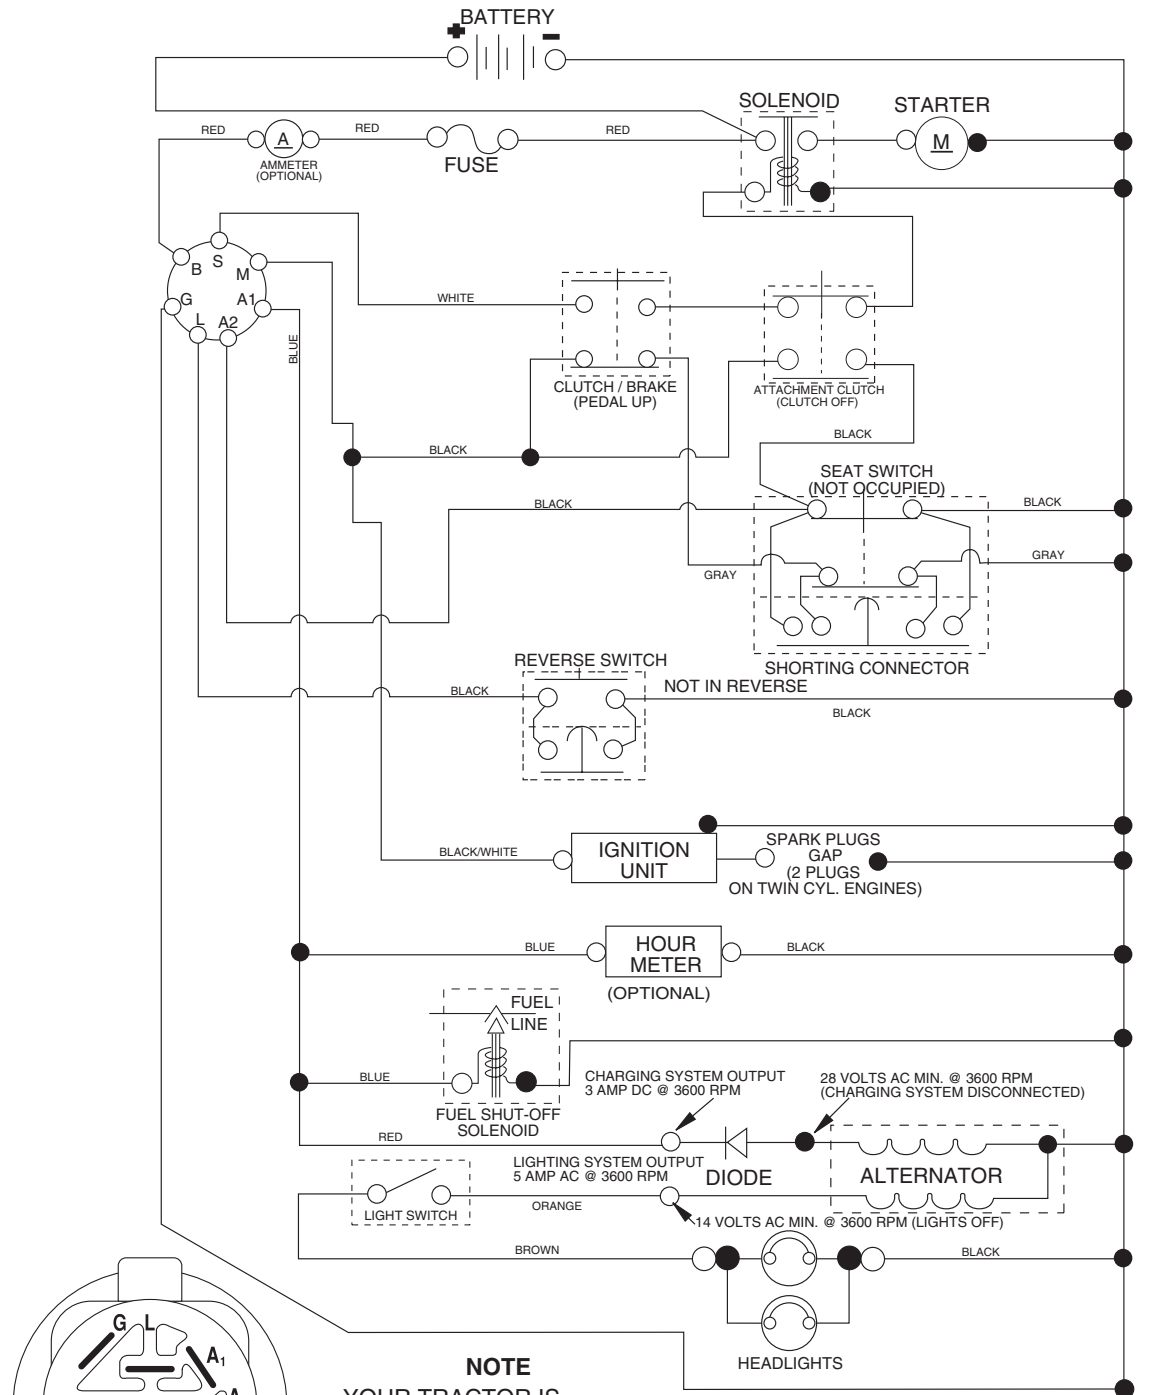 BATTERY
SOLENOID
STARTER
RED
A
RED
RED
M
FUSE
AMMETER
(OPTIONAL)
B
S
M
G
A1
L
A2
BLUE
WHITE
CLUTCH / BRAKE
(PEDAL UP)
ATTACHMENT CLUTCH
(CLUTCH OFF)
BLACK
BLACK
SEAT SWITCH
(NOT OCCUPIED)
BLACK
BLACK
GRAY
GRAY
SHORTING CONNECTOR
REVERSE SWITCH
NOT IN REVERSE
BLACK
BLACK
BLACK/WHITE
IGNITION
UNIT
SPARK PLUGS
GAP
(2 PLUGS
ON TWIN CYL. ENGINES)
BLUE
HOUR
METER
BLACK
(OPTIONAL)
FUEL
LINE
BLUE
FUEL SHUT-OFF
SOLENOID
CHARGING SYSTEM OUTPUT
3 AMP DC @ 3600 RPM
28 VOLTS AC MIN. @ 3600 RPM
(CHARGING SYSTEM DISCONNECTED)
RED
LIGHTING SYSTEM OUTPUT
5 AMP AC @ 3600 RPM
DIODE
ALTERNATOR
LIGHT SWITCH
ORANGE
14 VOLTS AC MIN. @ 3600 RPM (LIGHTS OFF)
BROWN
BLACK
HEADLIGHTS
G
L
A1
NOTE
YOUR TRACTOR IS